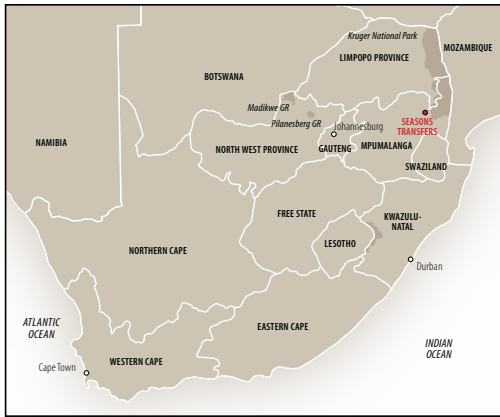 Kruger National Park
MOZAMBIQUE
LIMPOPO PROVINCE
BOTSWANA
Madikwe GR
Pilanesberg GR
Johannesburg
SEASONS
TRANSFERS
NAMIBIA
NORTH WEST PROVINCE
GAUTENG
MPUMALANGA
SWAZILAND
FREE STATE
KWAZULU-
NATAL
LESOTHO
NORTHERN CAPE
Durban
ATLANTIC
OCEAN
EASTERN CAPE
INDIAN
OCEAN
WESTERN CAPE
Cape Town